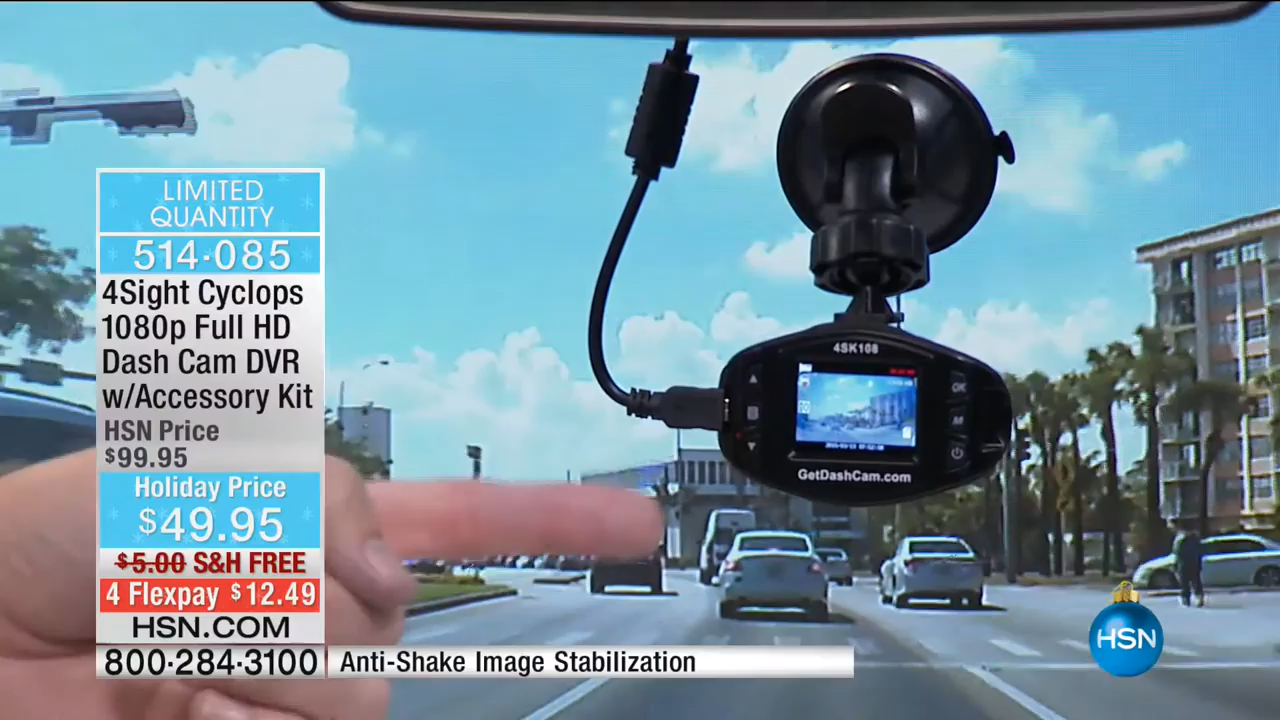 LIMITED
QUANTITY
514·085
4Sight Cyclops
1080p Full HD
Dash Cam DVR
w/Accessory Kit
HSN Price
$99.95
Holiday Price
$49.95
$5.00 S&H FREE
4 Flexpay $12.49
HSN.COM
800·284·3100
Anti-Shake Image Stabilization
4SK108
OK
M
GetDashCam.com
HSN